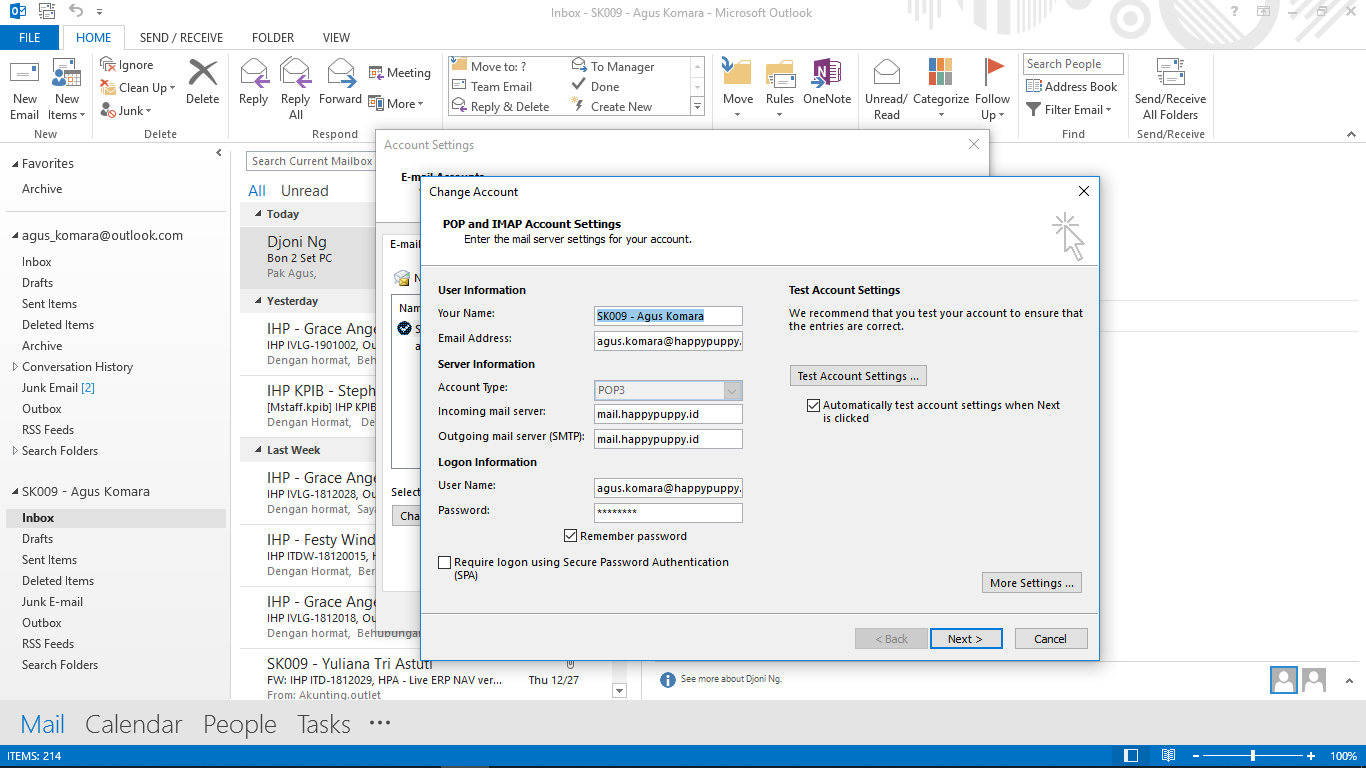 Inbox - SK009 - Agus Komara - Microsoft Outlook
FILE
HOME
SEND / RECEIVE
FOLDER
VIEW
New Email
New Items
New
Ignore
Clean Up
Junk
Delete
Delete
Reply
Reply All
Forward
Meeting
More
Respond
Move to: ?
Team Email
Reply & Delete
To Manager
Done
Create New
Move
Rules
OneNote
Unread/ Read
Categorize
Follow Up
Search People
Address Book
Filter Email
Find
Send/Receive All Folders
Send/Receive
Favorites
Archive
agus_komara@outlook.com
Inbox
Drafts
Sent Items
Deleted Items
Archive
Conversation History
Junk Email [2]
Outbox
RSS Feeds
Search Folders
SK009 - Agus Komara
Inbox
Drafts
Sent Items
Deleted Items
Junk E-mail
Outbox
RSS Feeds
Search Folders
Search Current Mailbox
All
Unread
Today
Djoni Ng
Bon 2 Set PC
Pak Agus,
Yesterday
IHP - Grace Ange
IHP IVLG-1901002, Ou
Dengan hormat, Beh
IHP KPIB - Steph
[Mstaff.kpib] IHP KPIB
Dengan Hormat, De
Last Week
IHP - Grace Ange
IHP IVLG-1812028, Ou
Dengan hormat, Saya
IHP - Festy Wind
IHP ITDW-18120015, H
Dengan Hormat, Ber
IHP - Grace Ange
IHP IVLG-1812018, Ou
Dengan hormat, Behubungan
SK009 - Yuliana Tri Astuti
FW: IHP ITD-1812029, HPA - Live ERP NAV ver...
Thu 12/27
From: Akunting.outlet
Account Settings
E-mail Accounts
E-mail
N
Nam
S
a
Select
Cha
Change Account
POP and IMAP Account Settings
Enter the mail server settings for your account.
User Information
Your Name:
SK009 - Agus Komara
Email Address:
agus.komara@happypuppy.
Server Information
Account Type:
POP3
Incoming mail server:
mail.happypuppy.id
Outgoing mail server (SMTP):
mail.happypuppy.id
Logon Information
User Name:
agus.komara@happypuppy.
Password:
********
Remember password
Require logon using Secure Password Authentication
(SPA)
Test Account Settings
We recommend that you test your account to ensure that
the entries are correct.
Test Account Settings ...
Automatically test account settings when Next
is clicked
More Settings ...
< Back
Next >
Cancel
See more about Djoni Ng.
Mail
Calendar
People
Tasks
•••
ITEMS: 214
100%